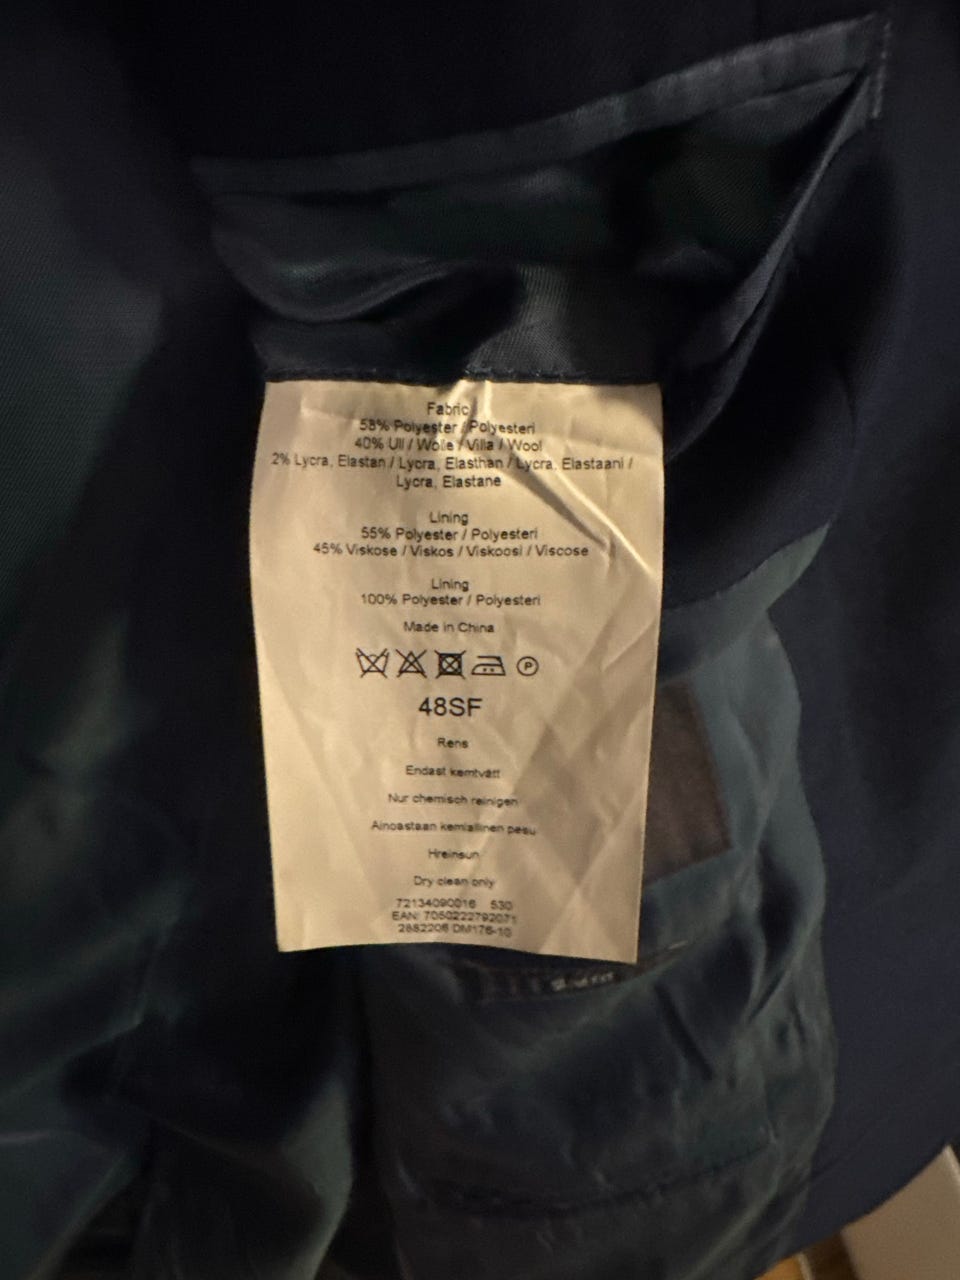 Fabric
58% Polyester / Polyesteri
40% Ull / Wolle / Villa / Wool
2% Lycra, Elastan / Lycra, Elasthan / Lycra, Elastaani /
Lycra, Elastane
Lining
55% Polyester / Polyesteri
45% Viskose / Viskos / Viskoosi / Viscose
Lining
100% Polyester / Polyesteri
Made in China
P
48SF
Rens
Endast kemtvätt
Nur chemisch reinigen
Ainoastaan kemiallinen pesu
Hreinsun
Dry clean only
72134090016 530
EAN: 7050222792071
2882206 DM176-10